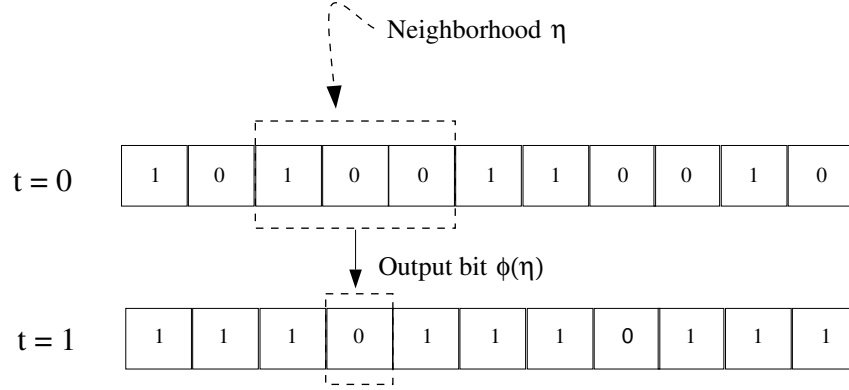 Neighborhood η
t = 0 1 0 1 0 0 1 1 0 0 1 0
Output bit φ(η)
t = 1 1 1 1 0 1 1 1 0 1 1 1